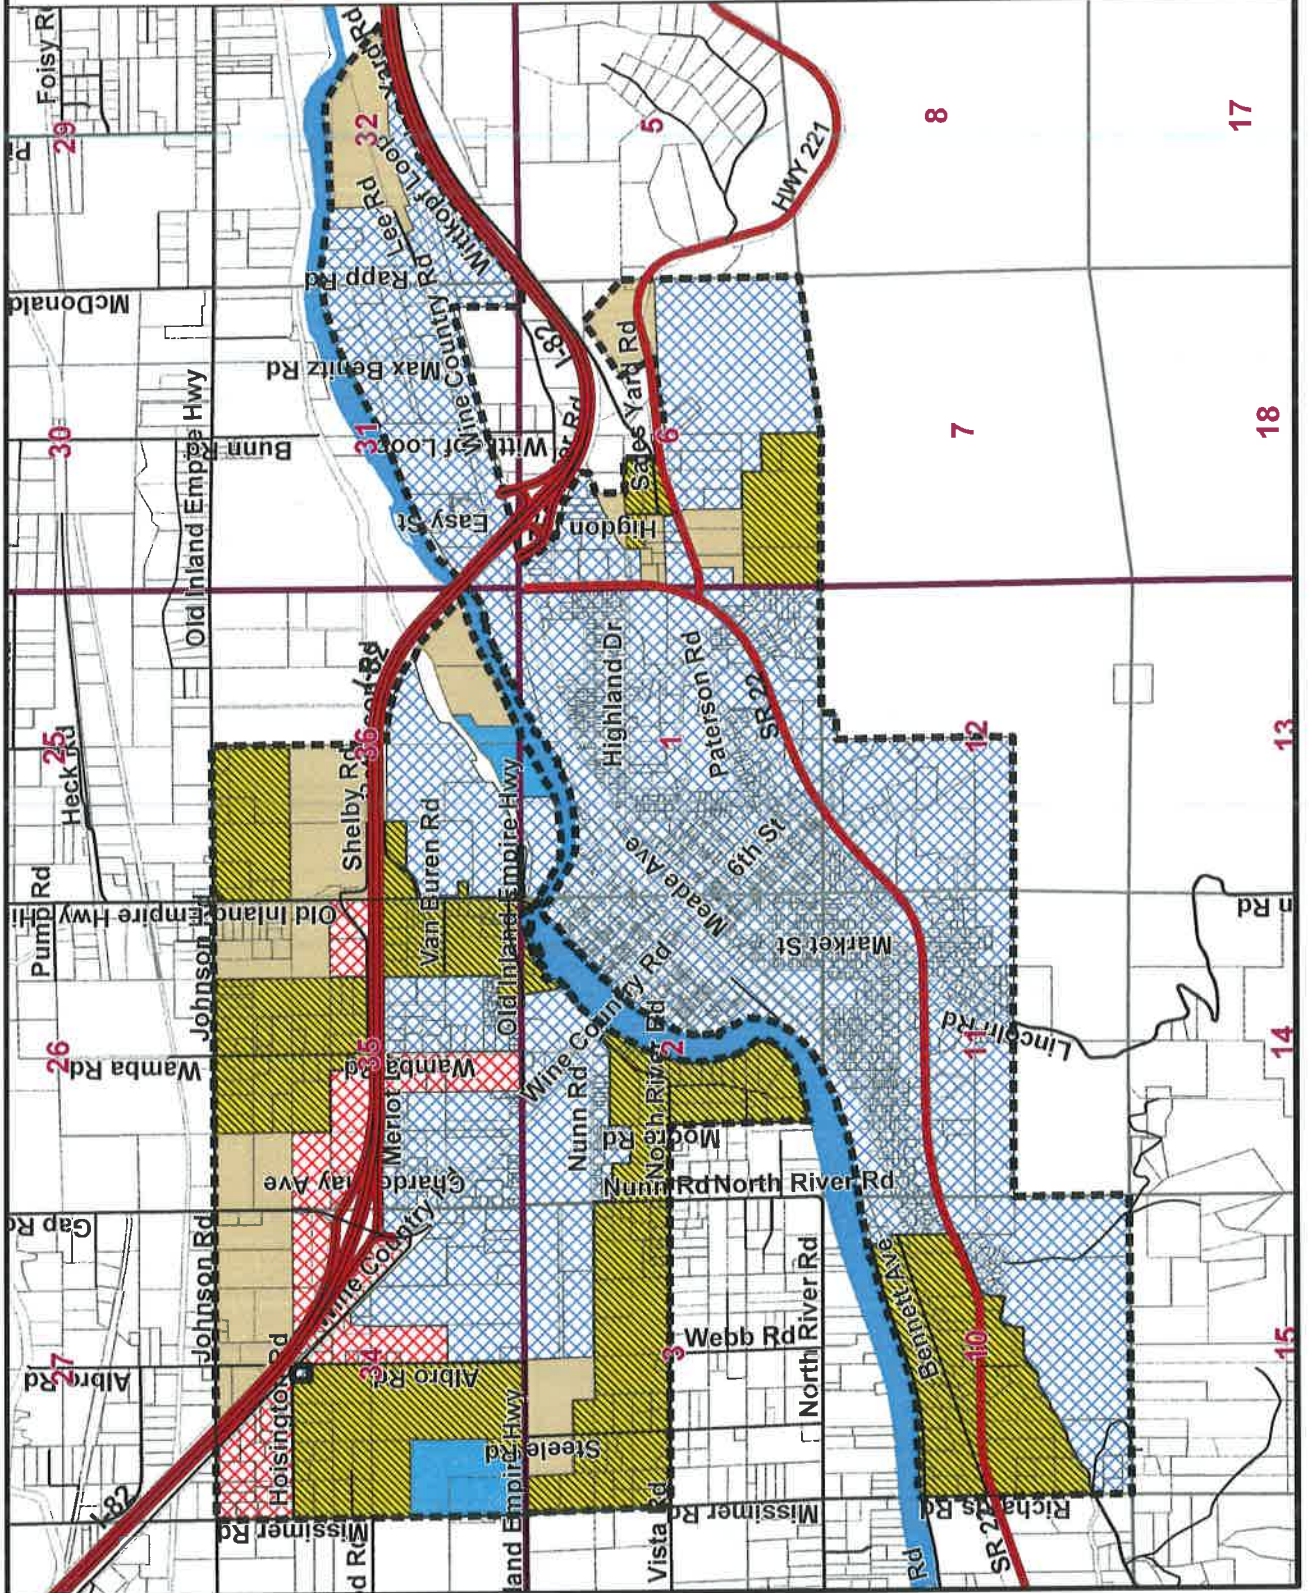 Foisy Rd
29
McDonald
30
Old Inland Empire Hwy
Bunn Rd
Heck Rd
25
Pump Rd
Old Inland Empire Hwy
Johnson Rd
26
Wamba Rd
Gap Rd
Johnson Rd
Albro Rd
27
I-82
Yard Rd
32
Lee Rd
Wittkopf Loop
Rapp Rd
Wittkopf Loop
Max Benitz Rd
Wine Country Rd
31
Easy St
I-82
36
Shelby Rd
Van Buren Rd
Old Inland Empire Hwy
35
Wamba Rd
Merlot
Chardonnay Ave
Wine Country
Hoisington Rd
34
Albro Rd
Missimer Rd
Steele Rd
5
HWY 221
8
17
I-82
Sales Yard Rd
6
Higdon
7
18
Highland Dr
1
Paterson Rd
SR 22
12
13
Meade Ave
6th St
Market St
Wine Country Rd
Nunn Rd
North River Rd
2
Moore Rd
Nunn Rd
North River Rd
Lincoln Rd
11
14
n Rd
3
Webb Rd
North River Rd
Vista Rd
Missimer Rd
Bennett Ave
10
15
Richards Rd
SR 22
Rd